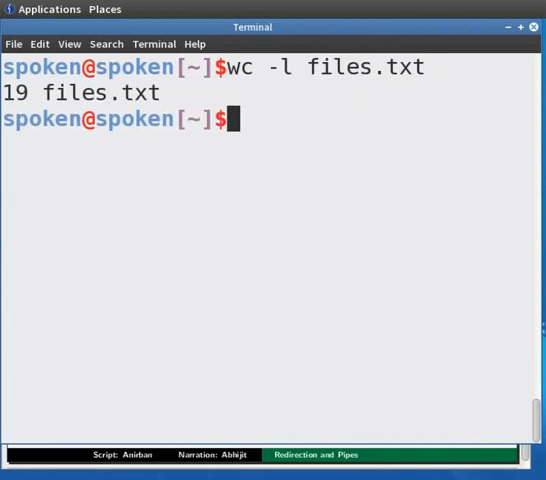 Applications Places
Terminal
File Edit View Search Terminal Help
spoken@spoken[~]$wc -l files.txt
19 files.txt
spoken@spoken[~]$
Script: Anirban Narration: Abhijit Redirection and Pipes